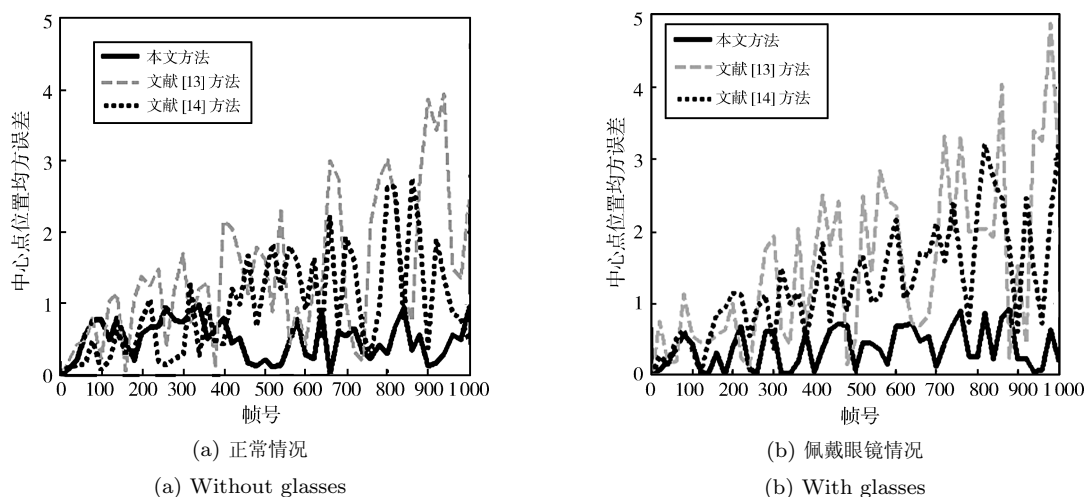 5
4
3
2
1
0
中心点位置均方误差
本文方法
文献 [13] 方法
文献 [14] 方法
0 100 200 300 400 500 600 700 800 900 1 000
帧号
(a) 正常情况
(a) Without glasses
5
4
3
2
1
0
中心点位置均方误差
本文方法
文献 [13] 方法
文献 [14] 方法
0 100 200 300 400 500 600 700 800 900 1 000
帧号
(b) 佩戴眼镜情况
(b) With glasses